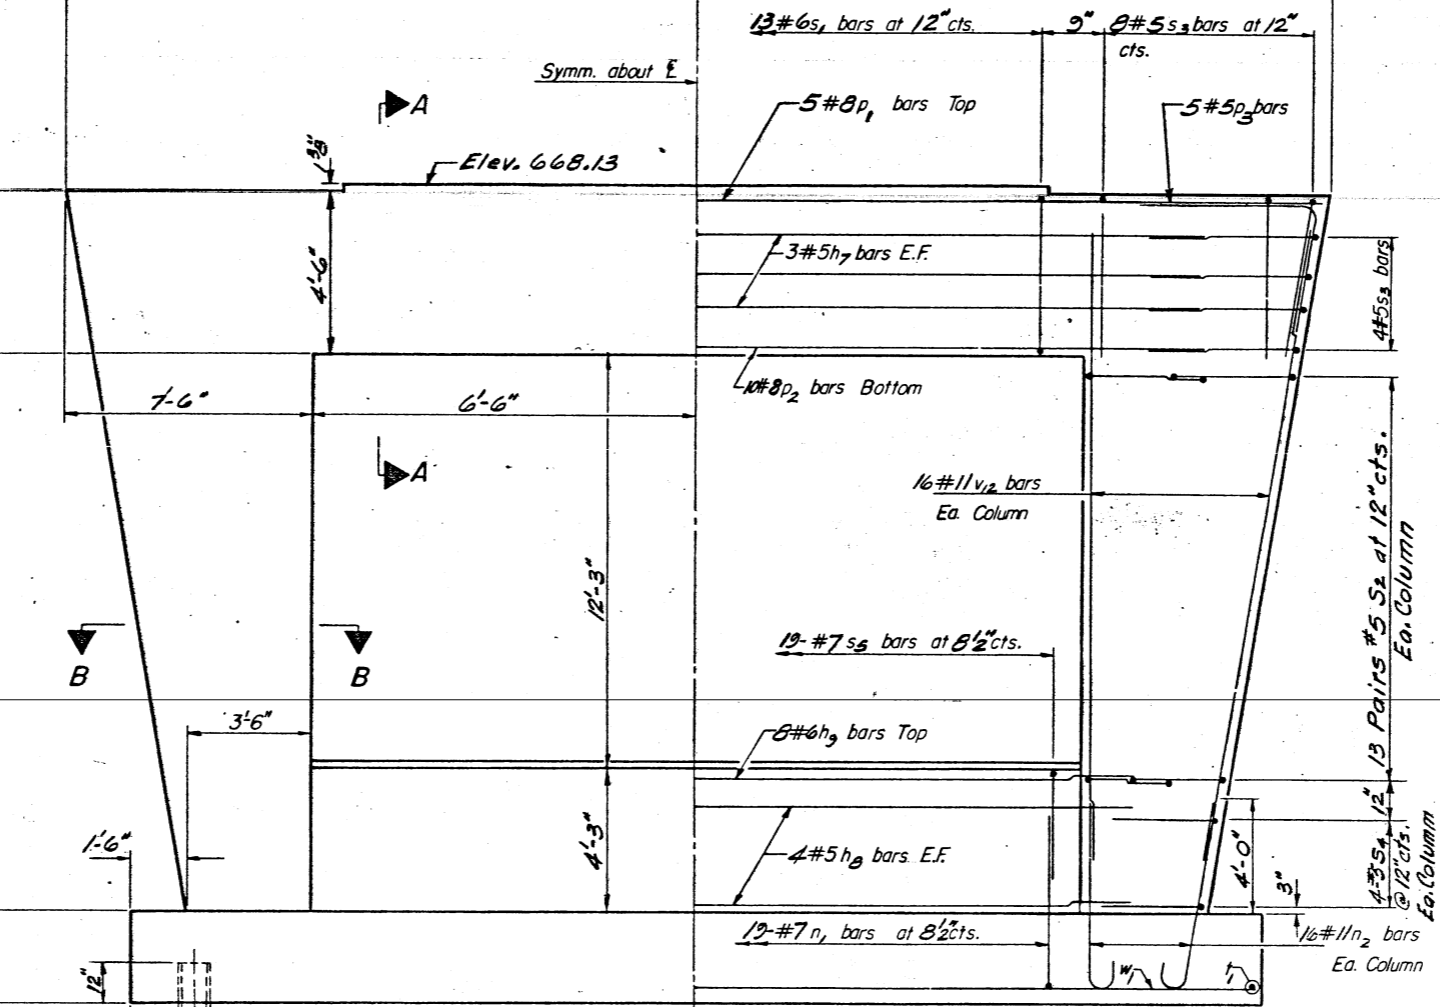 13#6s₁ bars at 12" cts.
9"
8#5s₃ bars at 12"
cts.
Symm. about ℄
A
5#8p₁ bars Top
5#5p₃ bars
1 3/8"
Elev. 668.13
4'-6"
3#5h₇ bars E.F.
4#5s₃ bars
10#8p₂ bars Bottom
7'-6"
6'-6"
A
16#11v₁₂ bars
Ea. Column
12'-3"
13 Pairs #5 S2 at 12" cts.
Ea. Column
B
B
19-#7s5 bars at 8½" cts.
3'-6"
8#6h₉ bars Top
1'-6"
4'-3"
4#5h₈ bars E.F.
4'-0"
3"
12"
4-#5S4
@12"cts.
Ea. Column
19-#7n₁ bars at 8½"cts.
16#11n₂ bars
Ea. Column
12"
w₁
t₁